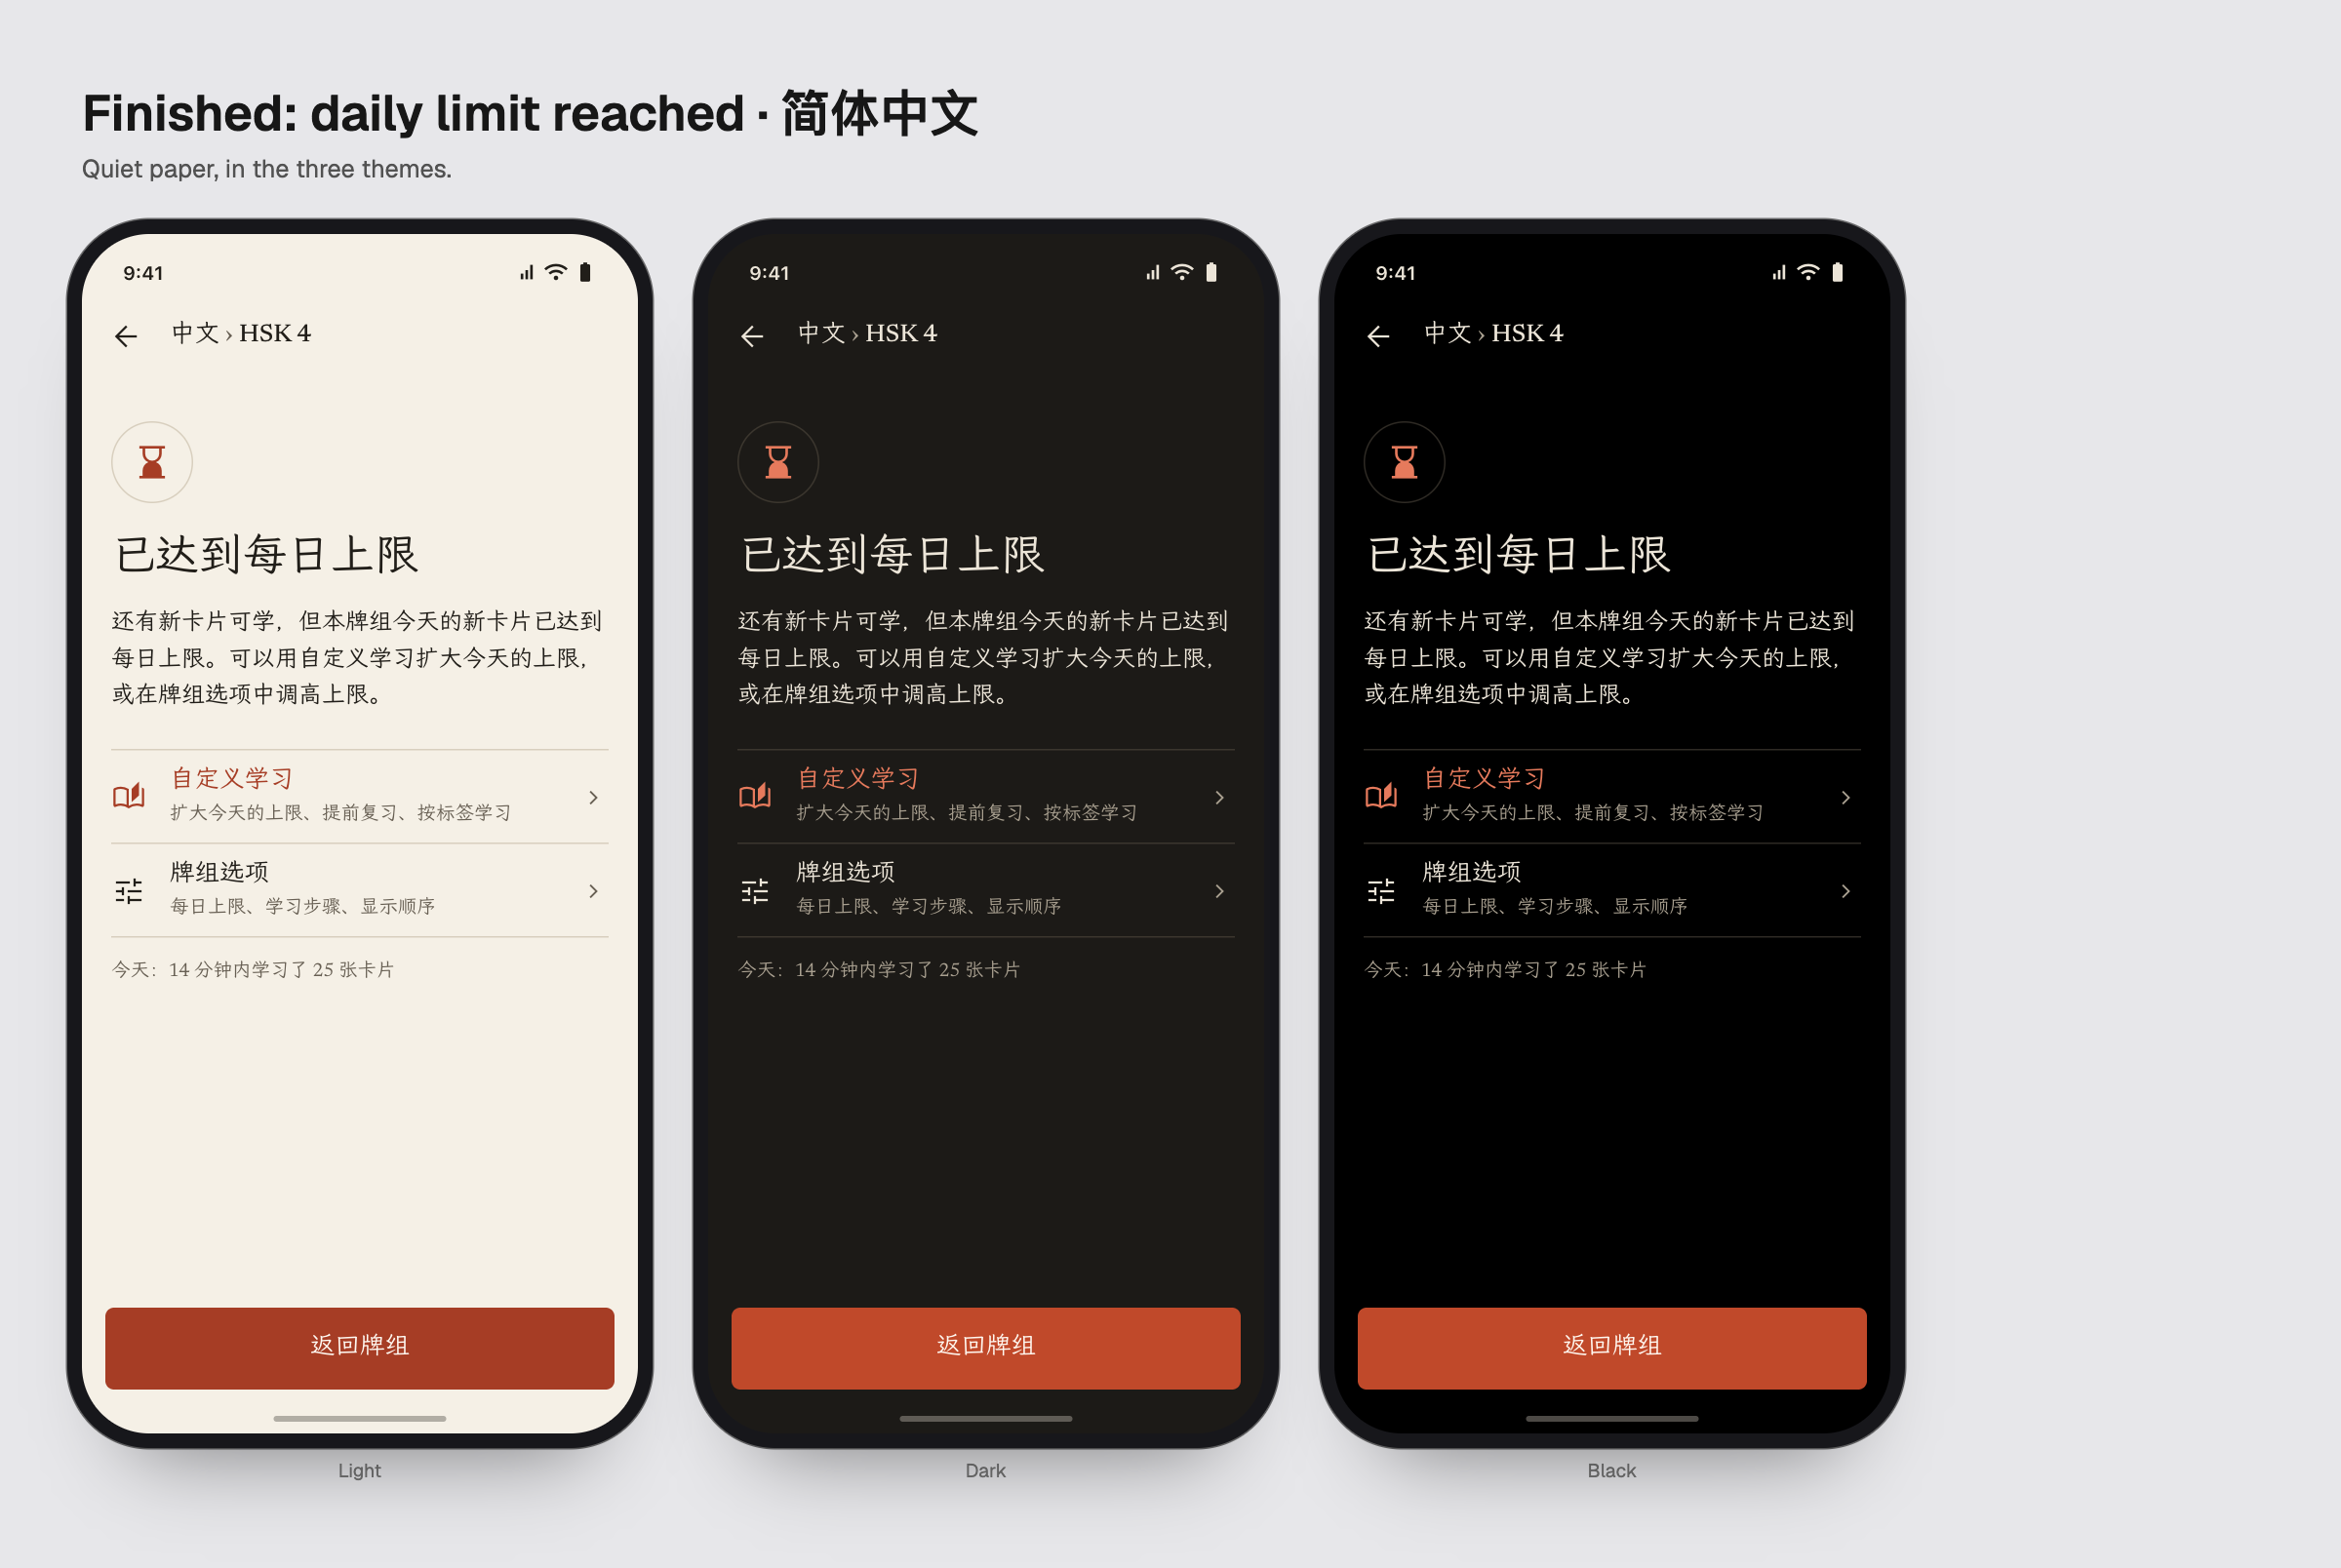 Finished: daily limit reached · 简体中文
Quiet paper, in the three themes.
9:41
中文 › HSK 4
已达到每日上限
还有新卡片可学，但本牌组今天的新卡片已达到
每日上限。可以用自定义学习扩大今天的上限，
或在牌组选项中调高上限。
自定义学习
扩大今天的上限、提前复习、按标签学习
牌组选项
每日上限、学习步骤、显示顺序
今天：14 分钟内学习了 25 张卡片
返回牌组
Light
9:41
中文 › HSK 4
已达到每日上限
还有新卡片可学，但本牌组今天的新卡片已达到
每日上限。可以用自定义学习扩大今天的上限，
或在牌组选项中调高上限。
自定义学习
扩大今天的上限、提前复习、按标签学习
牌组选项
每日上限、学习步骤、显示顺序
今天：14 分钟内学习了 25 张卡片
返回牌组
Dark
9:41
中文 › HSK 4
已达到每日上限
还有新卡片可学，但本牌组今天的新卡片已达到
每日上限。可以用自定义学习扩大今天的上限，
或在牌组选项中调高上限。
自定义学习
扩大今天的上限、提前复习、按标签学习
牌组选项
每日上限、学习步骤、显示顺序
今天：14 分钟内学习了 25 张卡片
返回牌组
Black